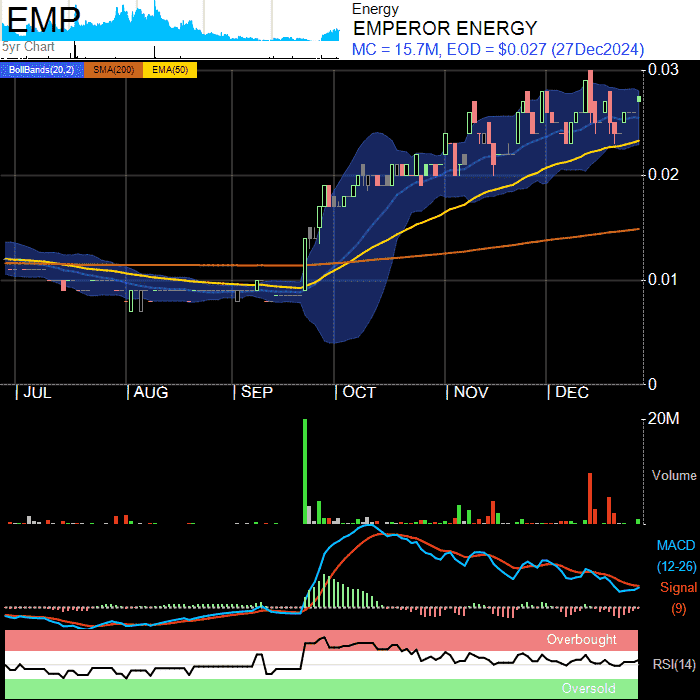 EMP
Energy
EMPEROR ENERGY
5yr Chart
MC = 15.7M, EOD = $0.027 (27Dec2024)
BollBands(20,2) SMA(200) EMA(50)
0.03
0.02
0.01
0
JUL AUG SEP OCT NOV DEC
20M
Volume
MACD
(12-26)
Signal
(9)
Overbought
RSI(14)
Oversold